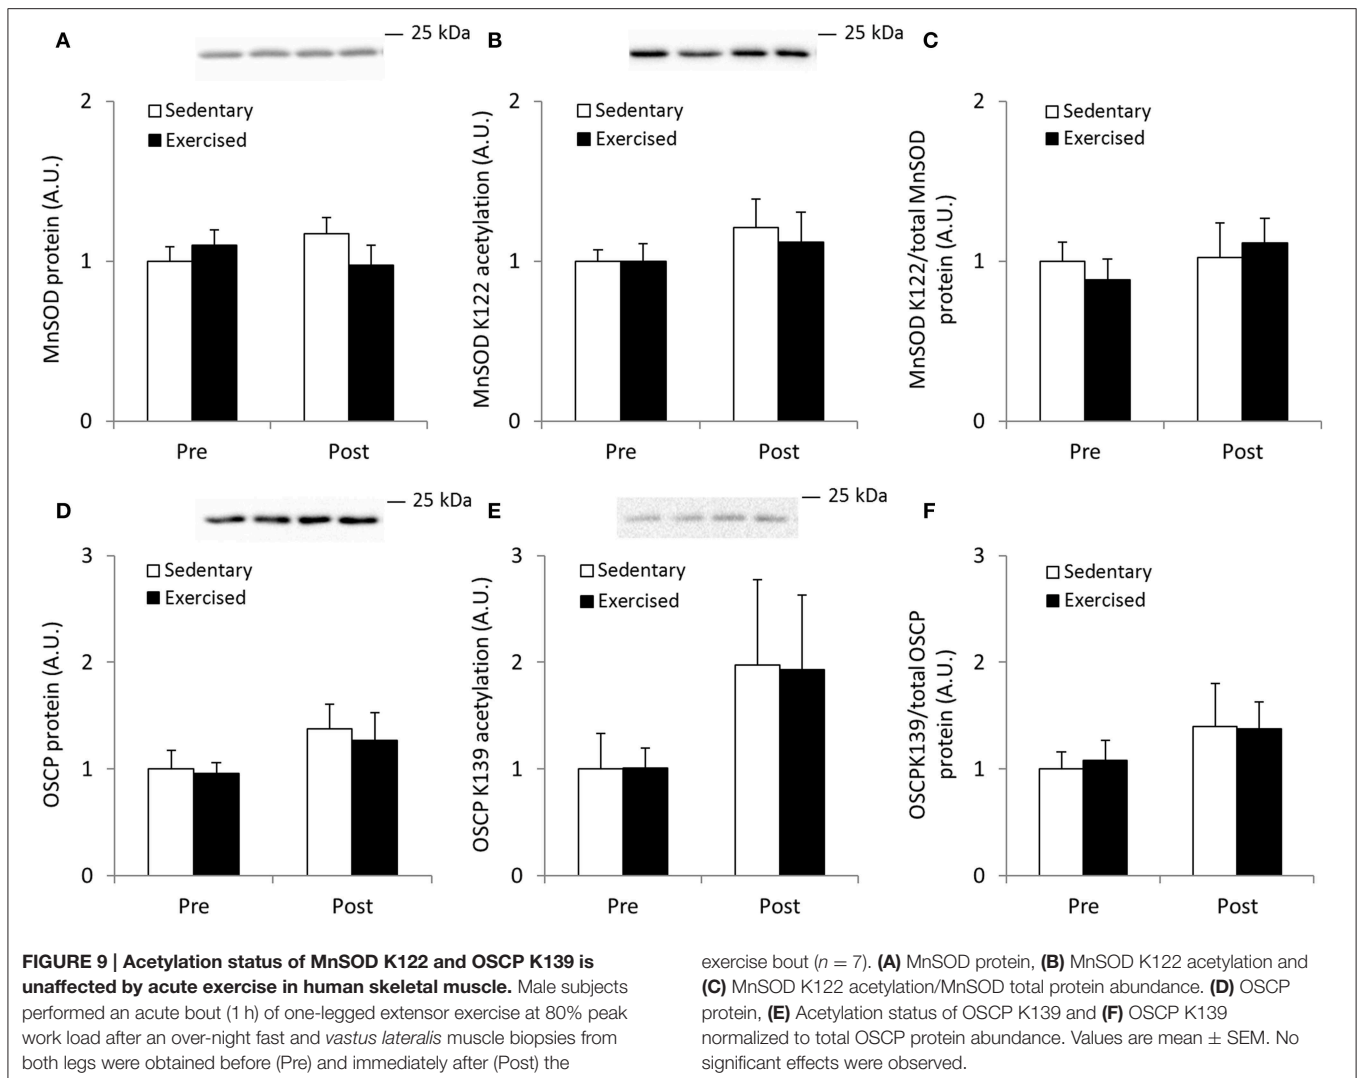 A
— 25 kDa
2
1
0
MnSOD protein (A.U.)
Sedentary
Exercised
Pre
Post
B
— 25 kDa
2
1
0
MnSOD K122 acetylation (A.U.)
Sedentary
Exercised
Pre
Post
C
2
1
0
MnSOD K122/total MnSOD
protein (A.U.)
Sedentary
Exercised
Pre
Post
D
— 25 kDa
3
2
1
0
OSCP protein (A.U.)
Sedentary
Exercised
Pre
Post
E
— 25 kDa
3
2
1
0
OSCP K139 acetylation (A.U.)
Sedentary
Exercised
Pre
Post
F
3
2
1
0
OSCPK139/total OSCP
protein (A.U.)
Sedentary
Exercised
Pre
Post
FIGURE 9 | Acetylation status of MnSOD K122 and OSCP K139 is
unaffected by acute exercise in human skeletal muscle. Male subjects
performed an acute bout (1 h) of one-legged extensor exercise at 80% peak
work load after an over-night fast and vastus lateralis muscle biopsies from
both legs were obtained before (Pre) and immediately after (Post) the
exercise bout (n = 7). (A) MnSOD protein, (B) MnSOD K122 acetylation and
(C) MnSOD K122 acetylation/MnSOD total protein abundance. (D) OSCP
protein, (E) Acetylation status of OSCP K139 and (F) OSCP K139
normalized to total OSCP protein abundance. Values are mean ± SEM. No
significant effects were observed.